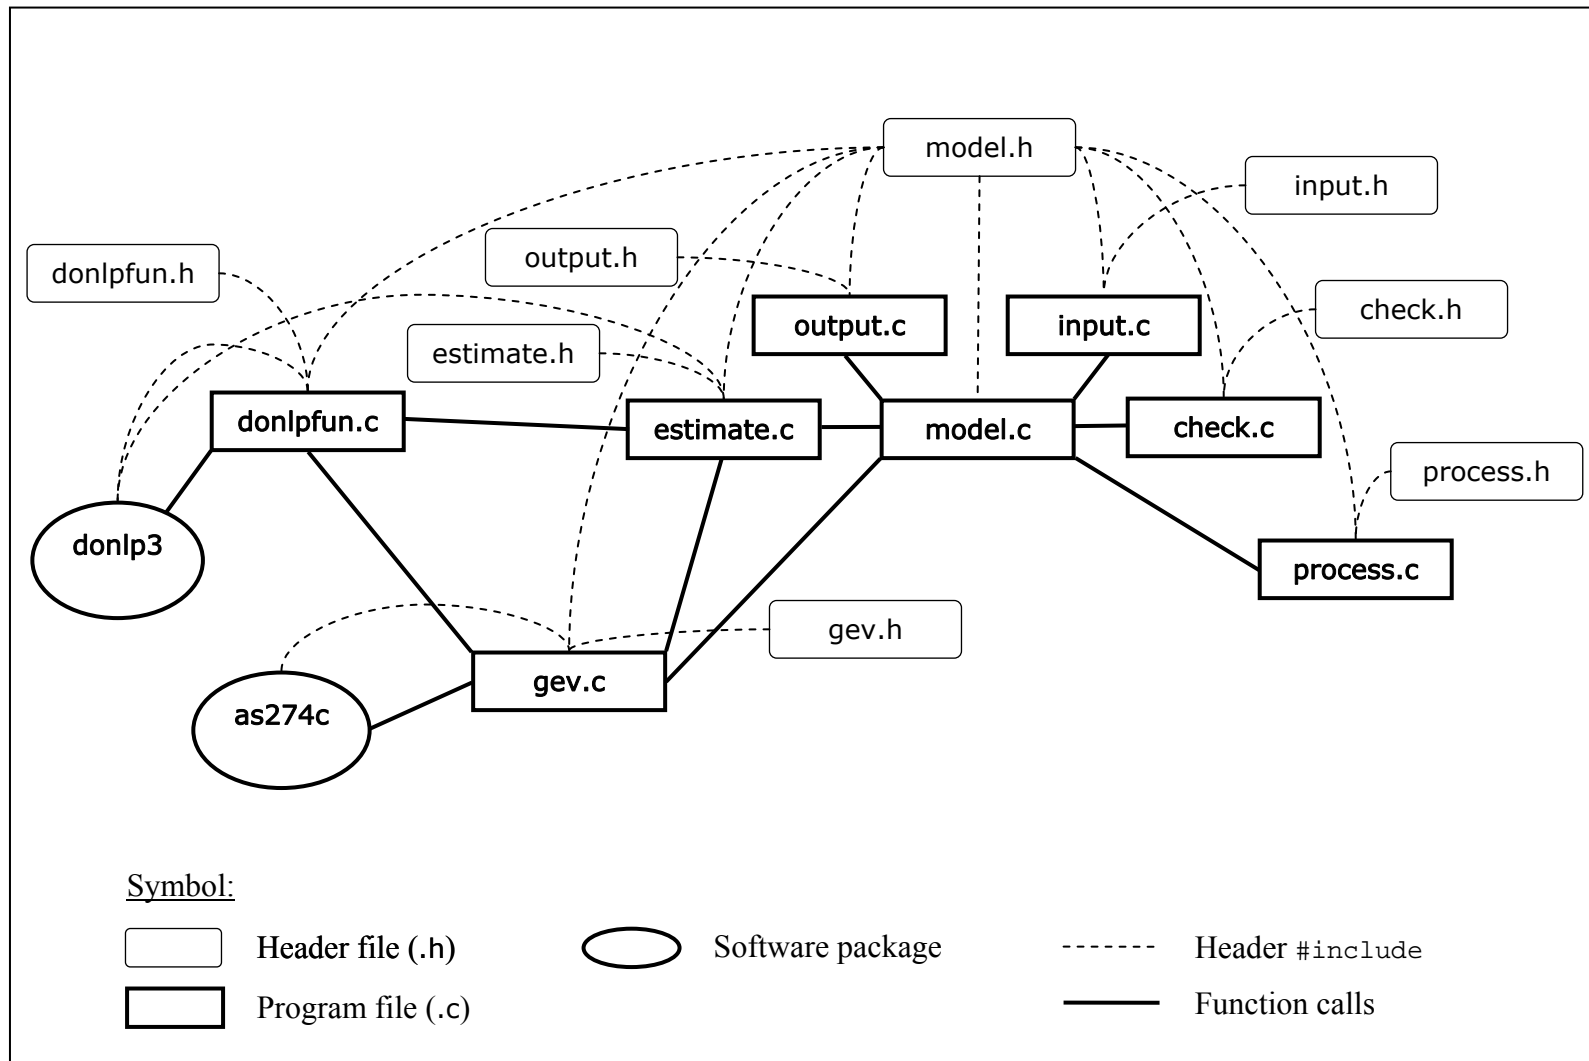 model.h
input.h
output.h
donlpfun.h
check.h
output.c
input.c
estimate.h
donlpfun.c
estimate.c
model.c
check.c
process.h
donlp3
process.c
gev.h
gev.c
as274c
Symbol:
Header file (.h)
Software package
Header #include
Program file (.c)
Function calls